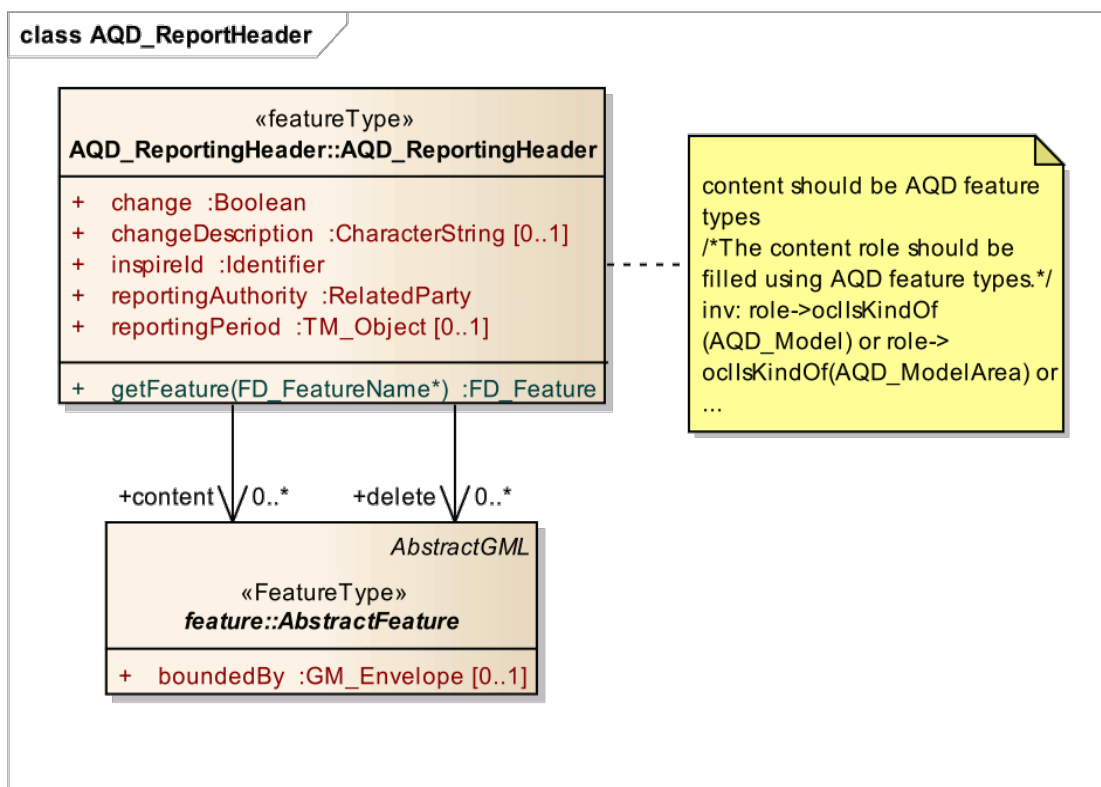 class AQD_ReportHeader
«featureType»
AQD_ReportingHeader::AQD_ReportingHeader
+ change :Boolean
+ changeDescription :CharacterString [0..1]
+ inspireId :Identifier
+ reportingAuthority :RelatedParty
+ reportingPeriod :TM_Object [0..1]
+ getFeature(FD_FeatureName*) :FD_Feature
content should be AQD feature
types
/*The content role should be
filled using AQD feature types.*/
inv: role->oclIsKindOf
(AQD_Model) or role->
oclIsKindOf(AQD_ModelArea) or
...
+content 0..* +delete 0..*
AbstractGML
«FeatureType»
feature::AbstractFeature
+ boundedBy :GM_Envelope [0..1]